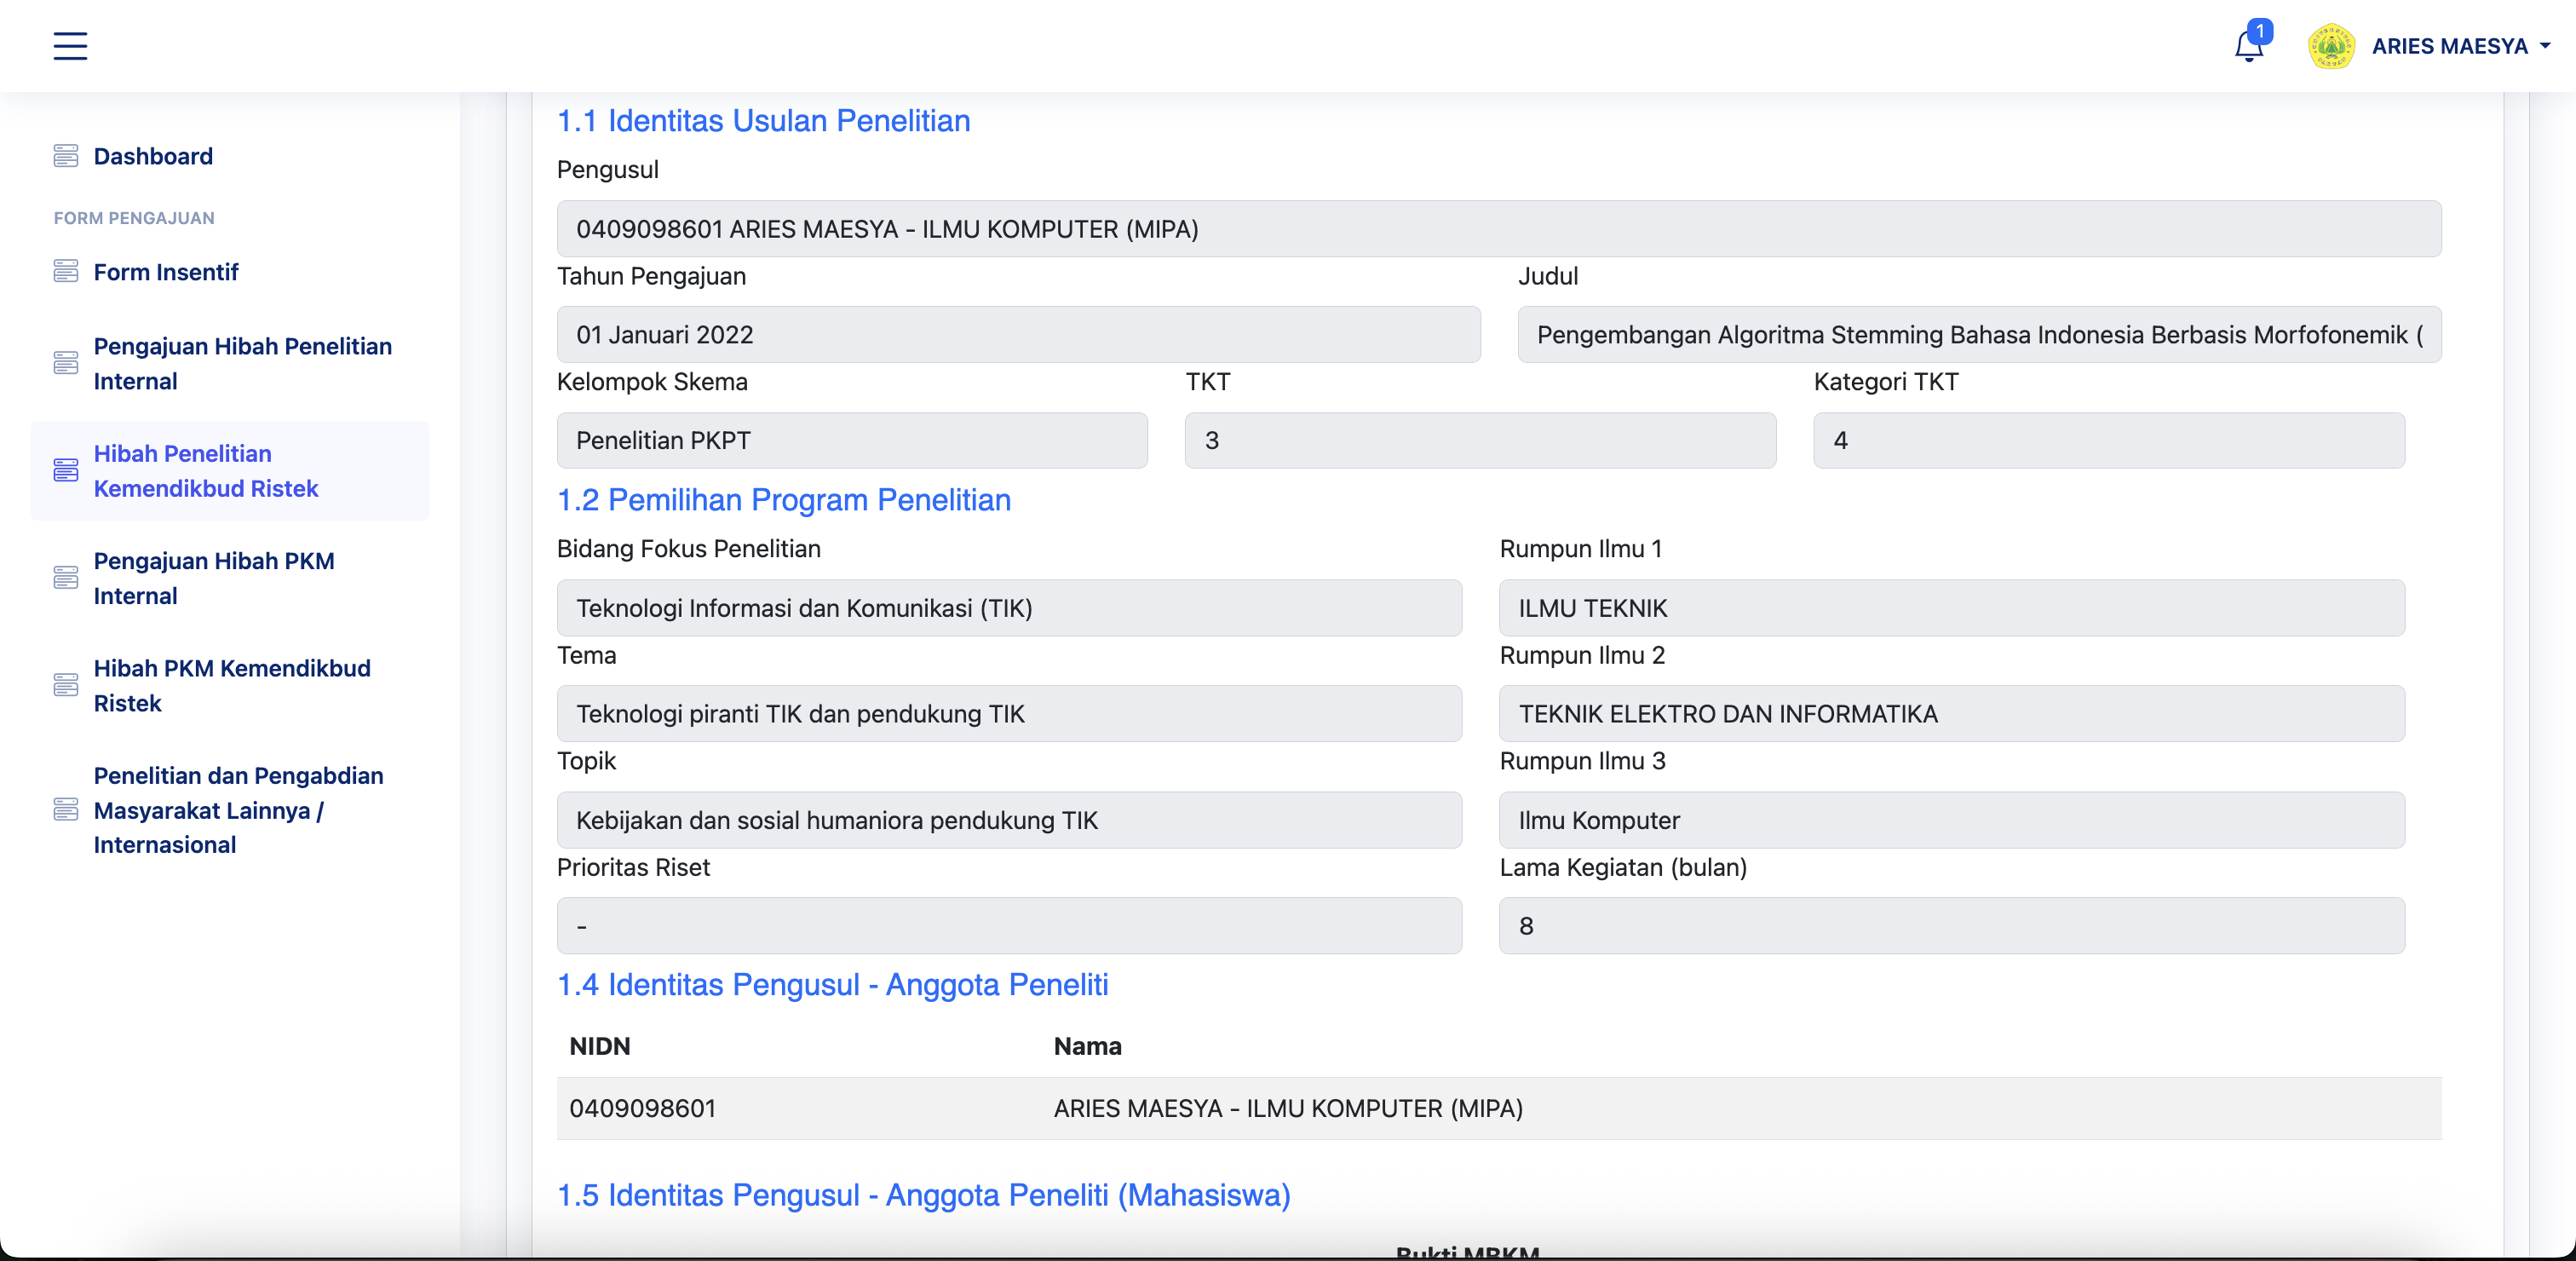 1
ARIES MAESYA
Dashboard
FORM PENGAJUAN
Form Insentif
Pengajuan Hibah Penelitian
Internal
Hibah Penelitian
Kemendikbud Ristek
Pengajuan Hibah PKM
Internal
Hibah PKM Kemendikbud
Ristek
Penelitian dan Pengabdian
Masyarakat Lainnya /
Internasional
1.1 Identitas Usulan Penelitian
Pengusul
0409098601 ARIES MAESYA - ILMU KOMPUTER (MIPA)
Tahun Pengajuan
01 Januari 2022
Judul
Pengembangan Algoritma Stemming Bahasa Indonesia Berbasis Morfofonemik (
Kelompok Skema
Penelitian PKPT
TKT
3
Kategori TKT
4
1.2 Pemilihan Program Penelitian
Bidang Fokus Penelitian
Teknologi Informasi dan Komunikasi (TIK)
Rumpun Ilmu 1
ILMU TEKNIK
Tema
Teknologi piranti TIK dan pendukung TIK
Rumpun Ilmu 2
TEKNIK ELEKTRO DAN INFORMATIKA
Topik
Kebijakan dan sosial humaniora pendukung TIK
Rumpun Ilmu 3
Ilmu Komputer
Prioritas Riset
-
Lama Kegiatan (bulan)
8
1.4 Identitas Pengusul - Anggota Peneliti
NIDN Nama
0409098601 ARIES MAESYA - ILMU KOMPUTER (MIPA)
1.5 Identitas Pengusul - Anggota Peneliti (Mahasiswa)
Bukti MBKM